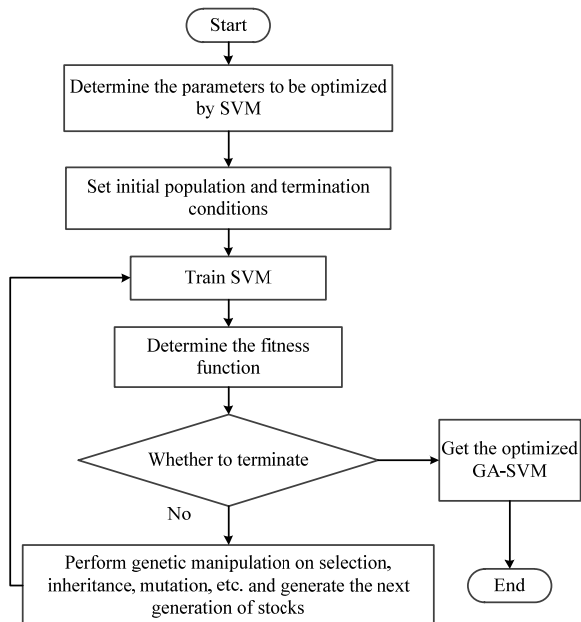 Start
Determine the parameters to be optimized
by SVM
Set initial population and termination
conditions
Train SVM
Determine the fitness
function
Whether to terminate
Get the optimized
GA-SVM
No
Perform genetic manipulation on selection,
inheritance, mutation, etc. and generate the next
generation of stocks
End